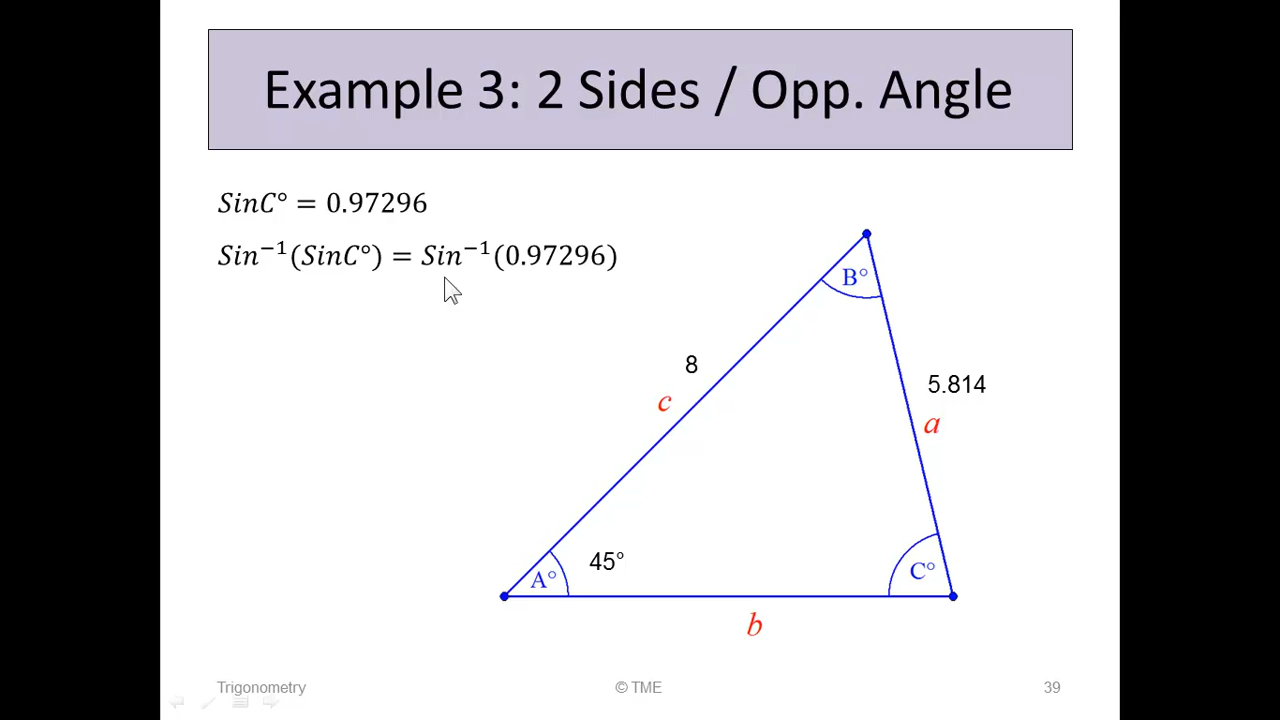 Example 3: 2 Sides / Opp. Angle
SinC° = 0.97296
Sin⁻¹(SinC°) = Sin⁻¹(0.97296)
B°
8
c
5.814
a
45°
A°
C°
b
Trigonometry
© TME
39